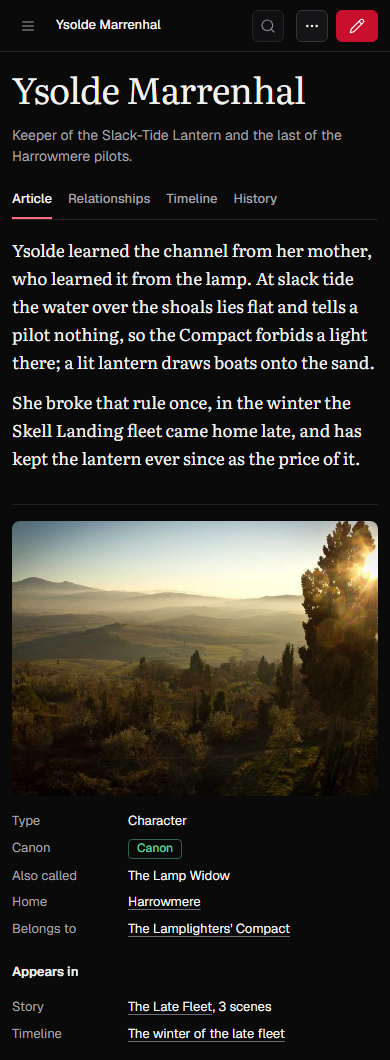 Ysolde Marrenhal
Ysolde Marrenhal
Keeper of the Slack-Tide Lantern and the last of the
Harrowmere pilots.
Article Relationships Timeline History
Ysolde learned the channel from her mother,
who learned it from the lamp. At slack tide
the water over the shoals lies flat and tells a
pilot nothing, so the Compact forbids a light
there; a lit lantern draws boats onto the sand.
She broke that rule once, in the winter the
Skell Landing fleet came home late, and has
kept the lantern ever since as the price of it.
Type Character
Canon Canon
Also called The Lamp Widow
Home Harrowmere
Belongs to The Lamplighters' Compact
Appears in
Story The Late Fleet, 3 scenes
Timeline The winter of the late fleet